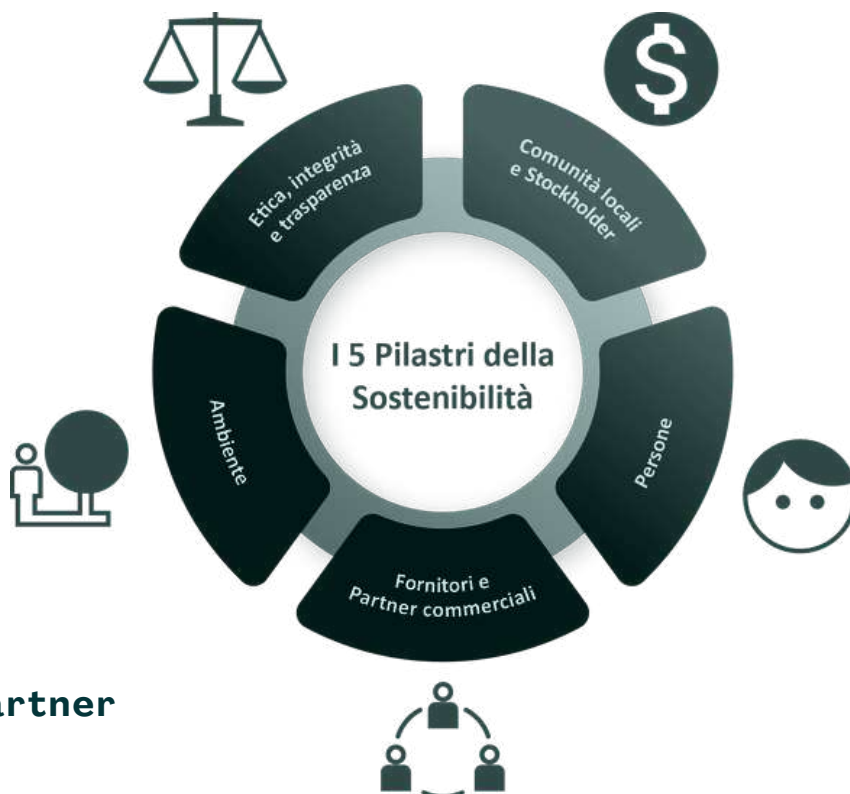 Etica, integrità
e trasparenza
Comunità locali
e Stockholder
I 5 Pilastri della
Sostenibilità
Ambiente
Persone
Fornitori e
Partner commerciali
artner